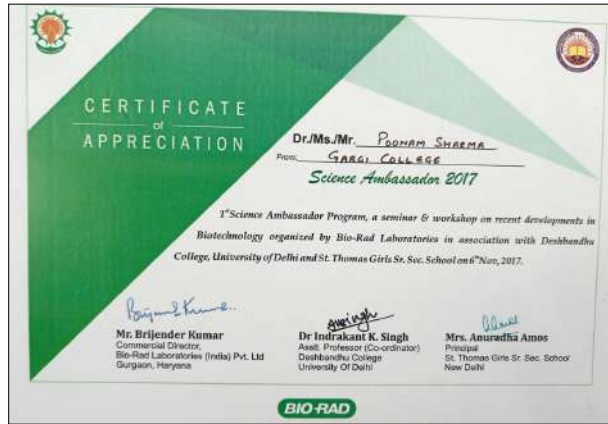 CERTIFICATE
of
APPRECIATION
Dr./Ms./Mr. POONAM SHARMA
From: GARGI COLLEGE
Science Ambassador 2017
1st Science Ambassador Program, a seminar & workshop on recent developments in
Biotechnology organized by Bio-Rad Laboratories in association with Deshbandhu
College, University of Delhi and St. Thomas Girls Sr. Sec. School on 6th Nov, 2017.
Mr. Brijender Kumar
Commercial Director,
Bio-Rad Laboratories (India) Pvt. Ltd
Gurgaon, Haryana
Dr Indrakant K. Singh
Assit. Professor (Co-ordinator)
Deshbandhu College
University Of Delhi
Mrs. Anuradha Amos
Principal
St. Thomas Girls Sr. Sec. School
New Delhi
BIO-RAD